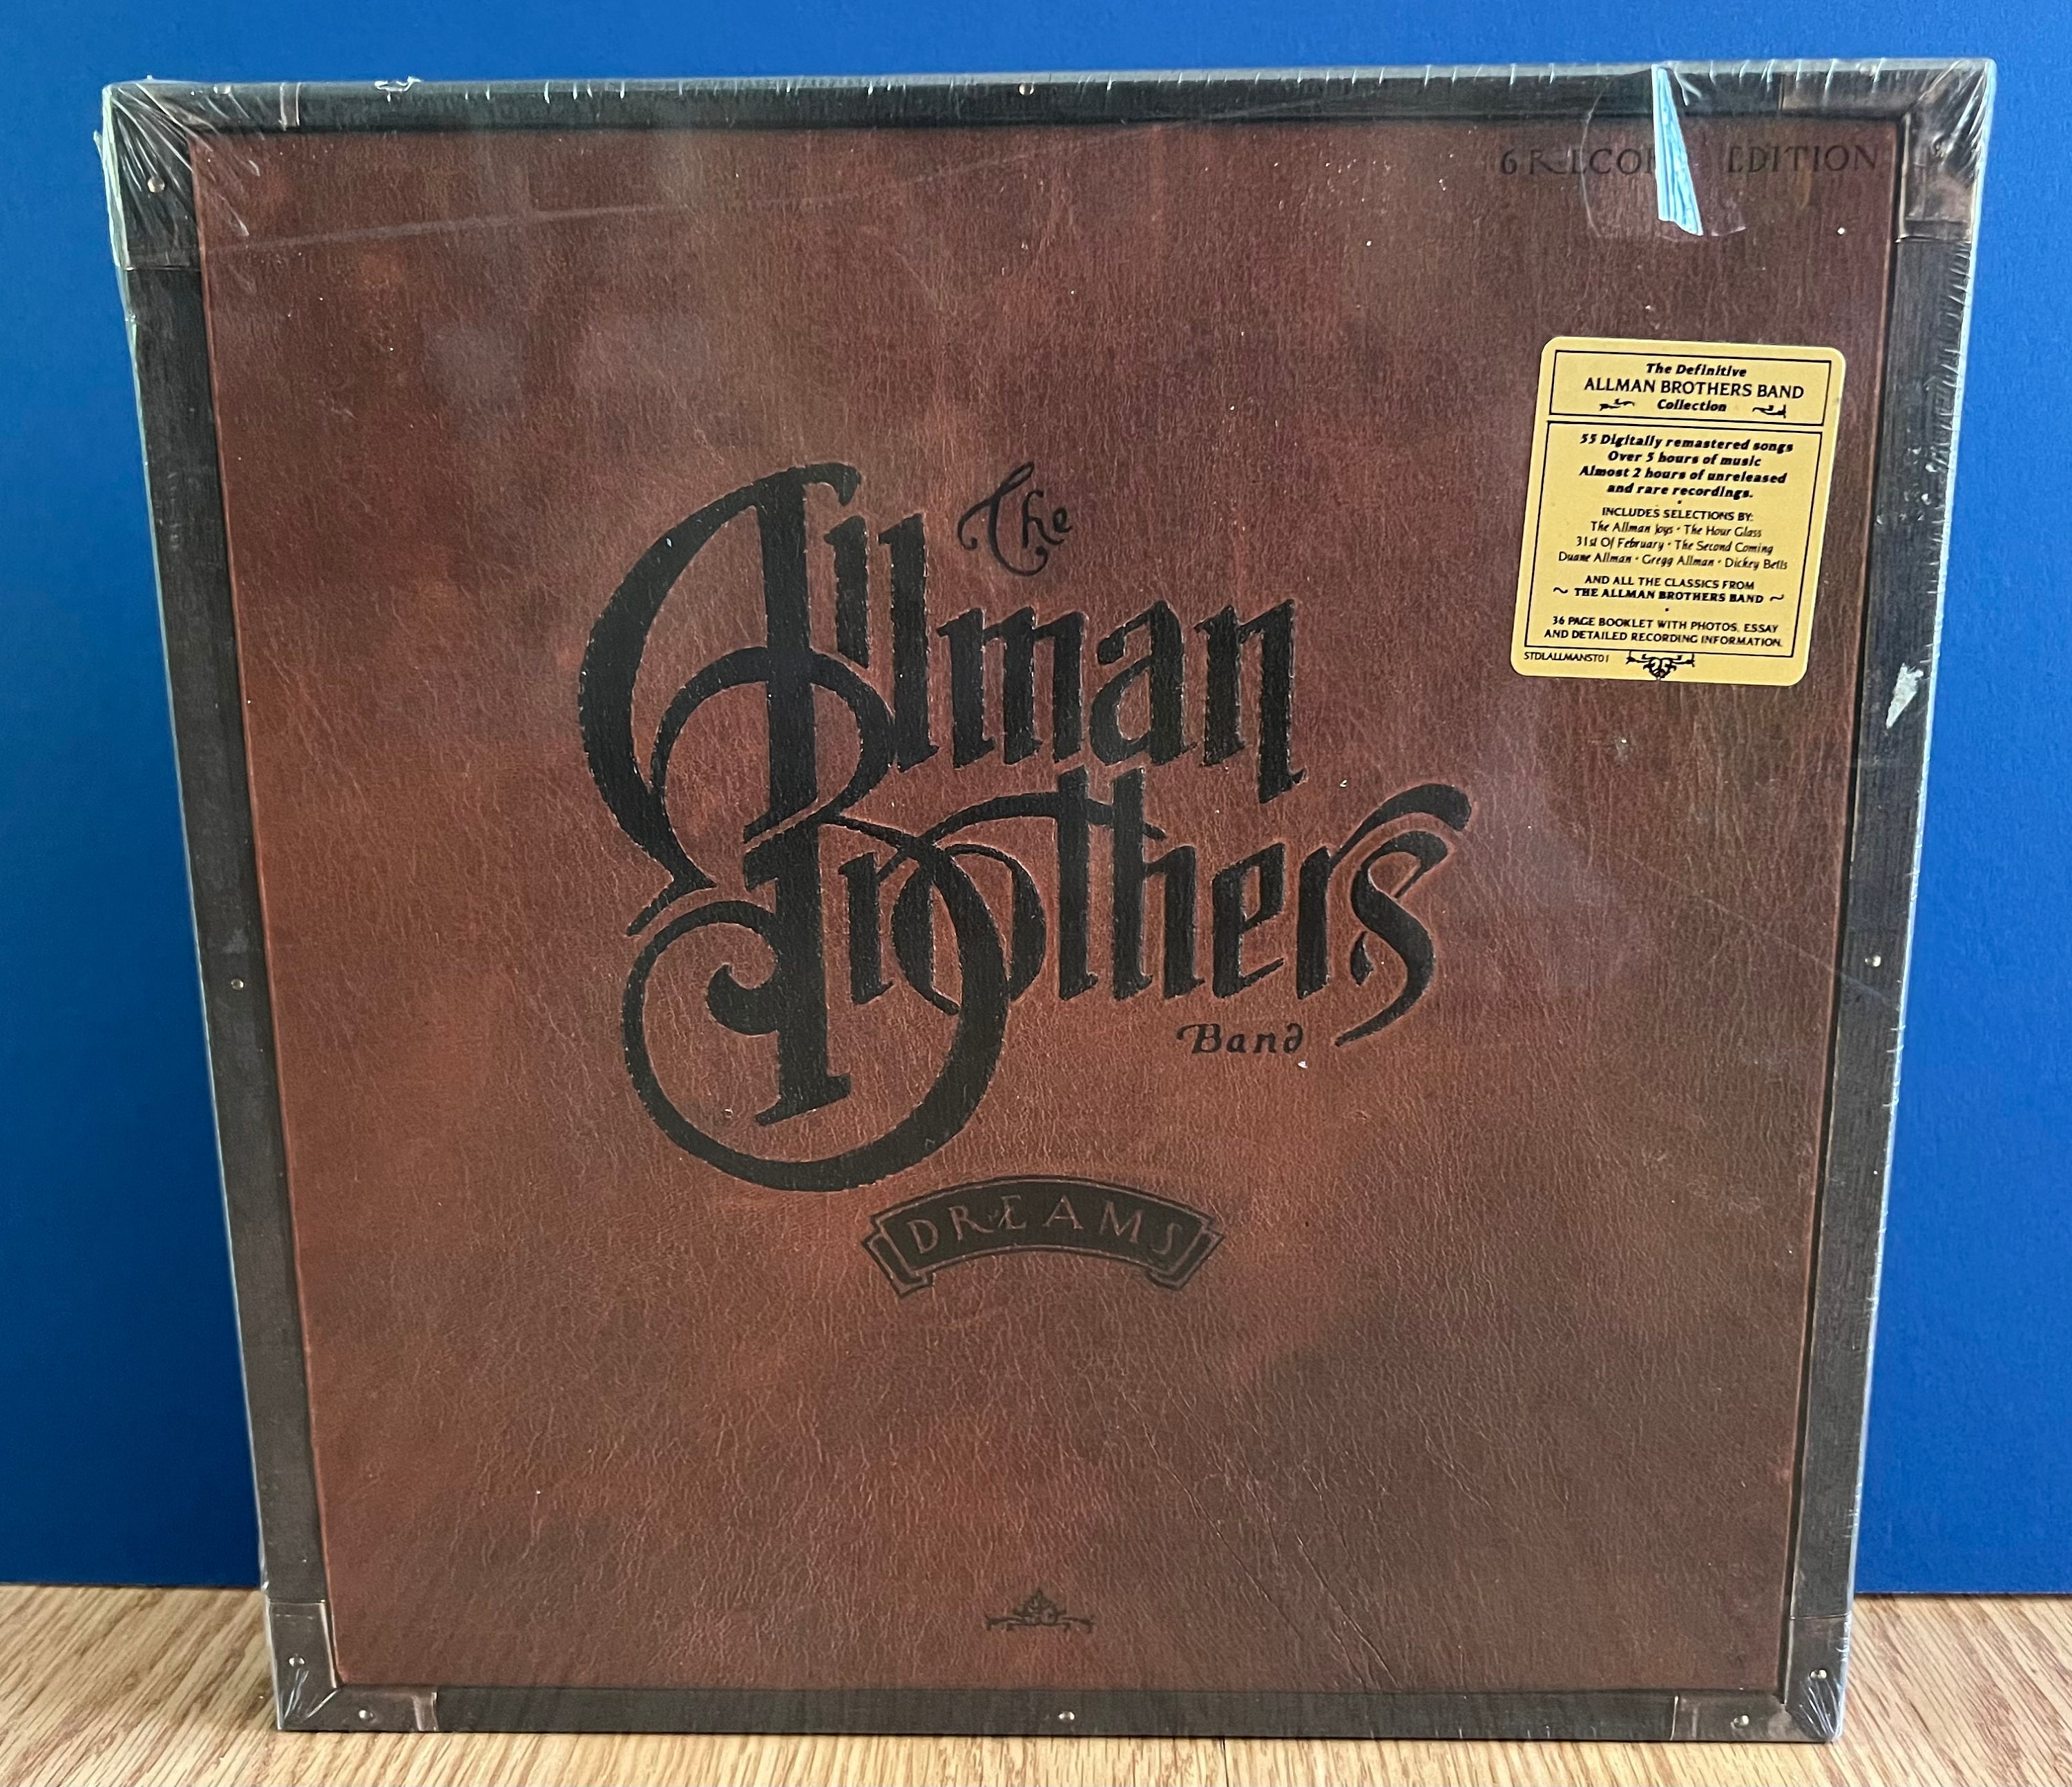 6 RECO EDITION
The Definitive
ALLMAN BROTHERS BAND
Collection
55 Digitally remastered songs
Over 5 hours of music
Almost 2 hours of unreleased
and rare recordings.
INCLUDES SELECTIONS BY:
The Allman Joys • The Hour Glass
31st Of February • The Second Coming
Duane Allman • Gregg Allman • Dickey Betts
AND ALL THE CLASSICS FROM
~ THE ALLMAN BROTHERS BAND ~
36 PAGE BOOKLET WITH PHOTOS, ESSAY
AND DETAILED RECORDING INFORMATION.
STDLALLMANST01
The
Allman
Brothers
Band
DREAMS